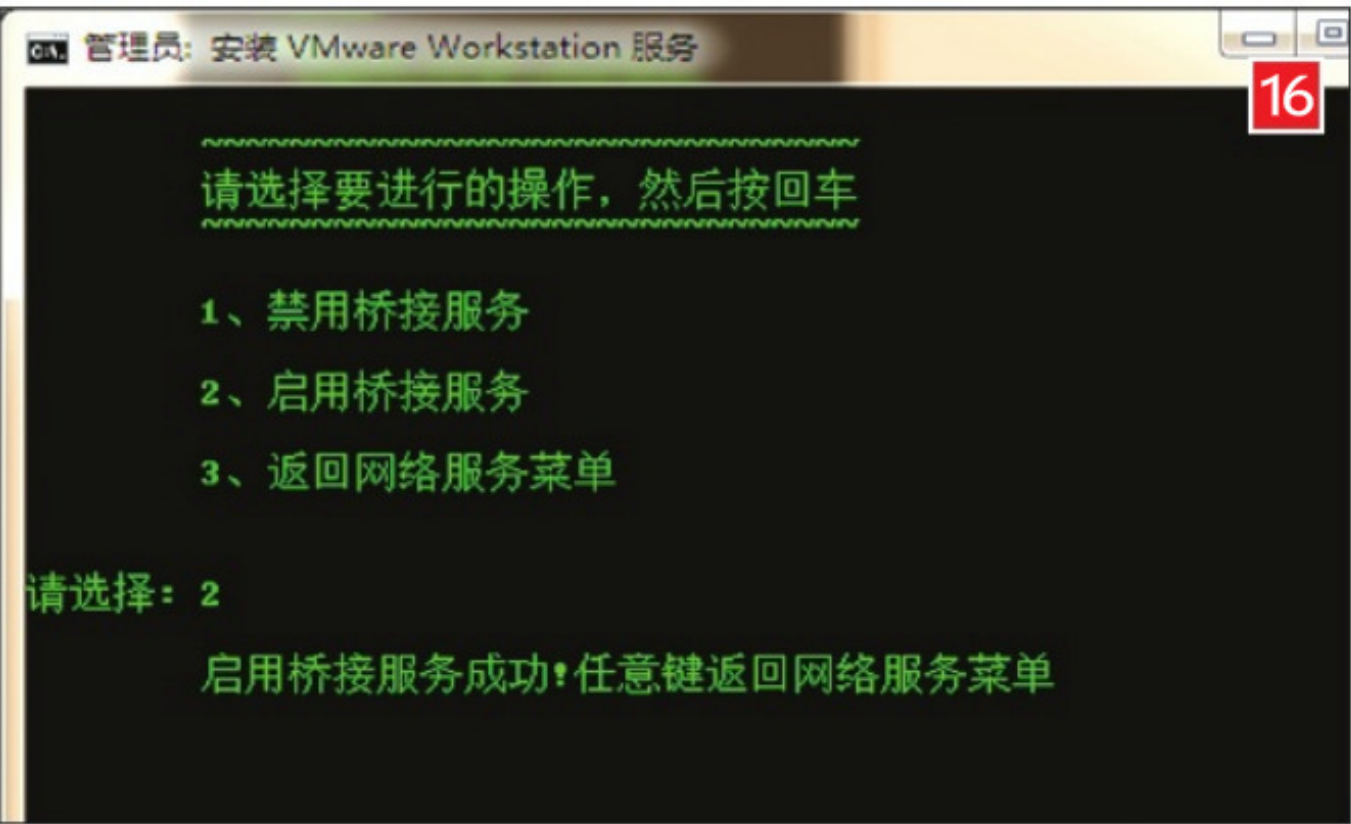 C:\. 管理员: 安装 VMware Workstation 服务
16
~~~~~~~~~~~~~~~~~~~~~~~~~~~~~~
请选择要进行的操作，然后按回车
~~~~~~~~~~~~~~~~~~~~~~~~~~~~~~
1、禁用桥接服务
2、启用桥接服务
3、返回网络服务菜单
请选择：2
启用桥接服务成功!任意键返回网络服务菜单